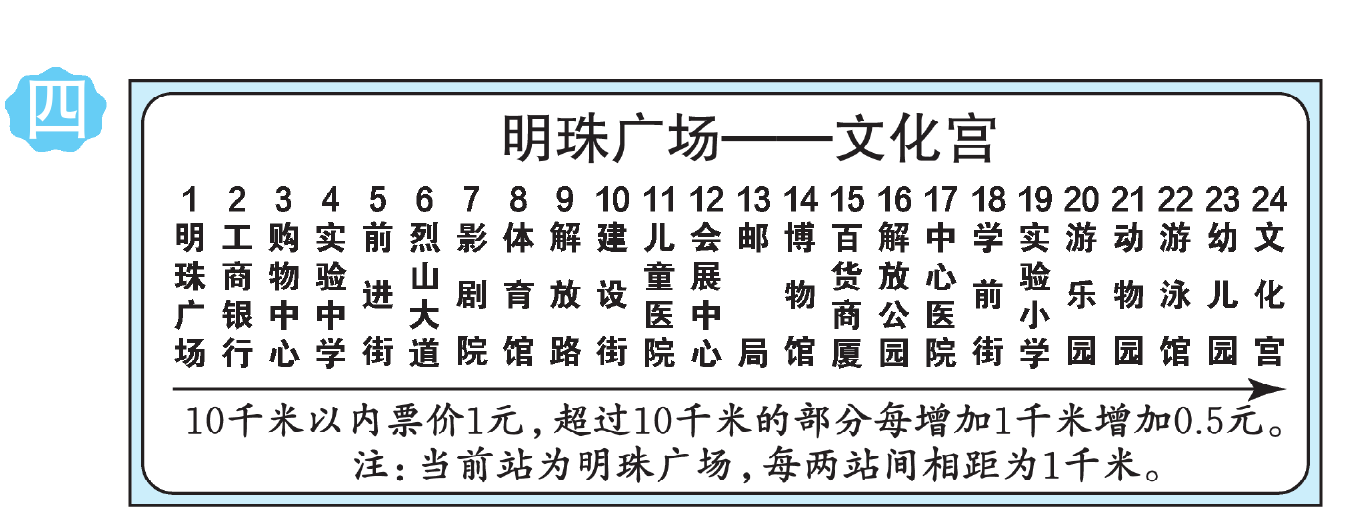 四
明珠广场——文化宫
1 2 3 4 5 6 7 8 9 10 11 12 13 14 15 16 17 18 19 20 21 22 23 24
明珠广场
工商银行
购物中心
实验中学
前进街
烈山大道
影剧院
体育馆
解放路
建设街
儿童医院
会展中心
邮局
博物馆
百货商厦
解放公园
中心医院
学前街
实验小学
游乐园
动物园
游泳馆
幼儿园
文化宫
10千米以内票价1元,超过10千米的部分每增加1千米增加0.5元。
注:当前站为明珠广场,每两站间相距为1千米。